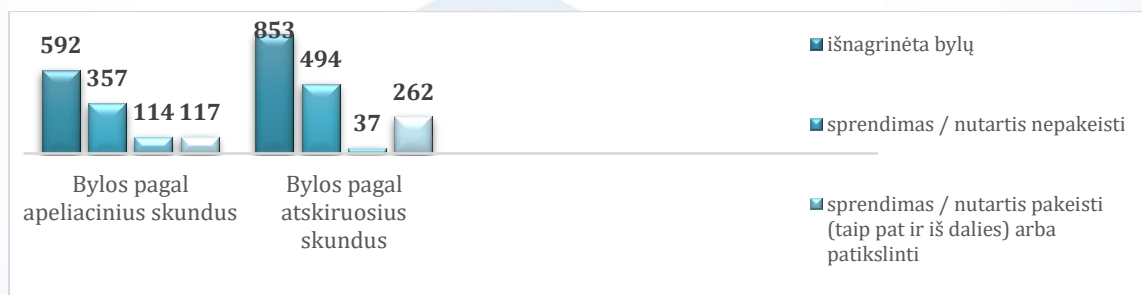 592
357
114
117
853
494
37
262
Bylos pagal
apeliacinius skundus
Bylos pagal
atskiruosius
skundus
išnagrinėta bylų
sprendimas / nutartis nepakeisti
sprendimas / nutartis pakeisti
(taip pat ir iš dalies) arba
patikslinti